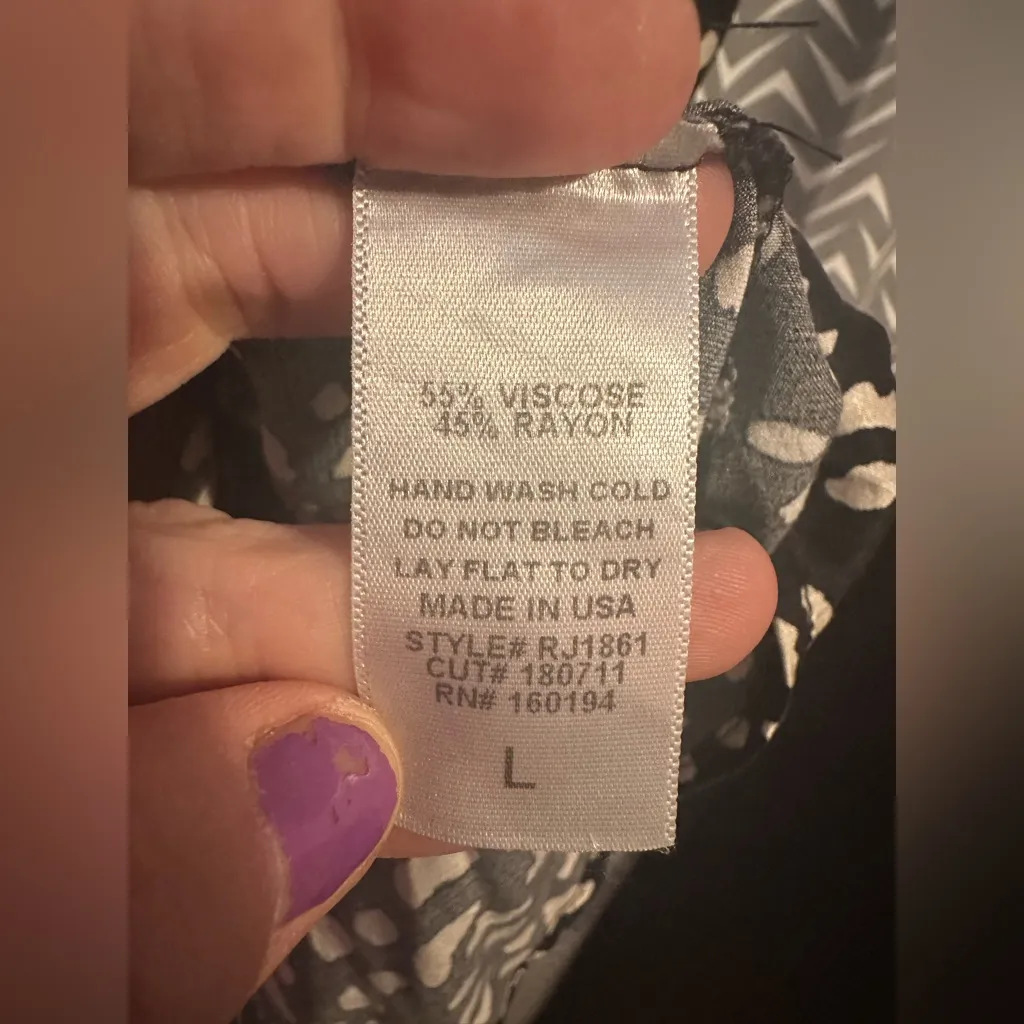 55% VISCOSE
45% RAYON
HAND WASH COLD
DO NOT BLEACH
LAY FLAT TO DRY
MADE IN USA
STYLE# RJ1861
CUT# 180711
RN# 160194
L